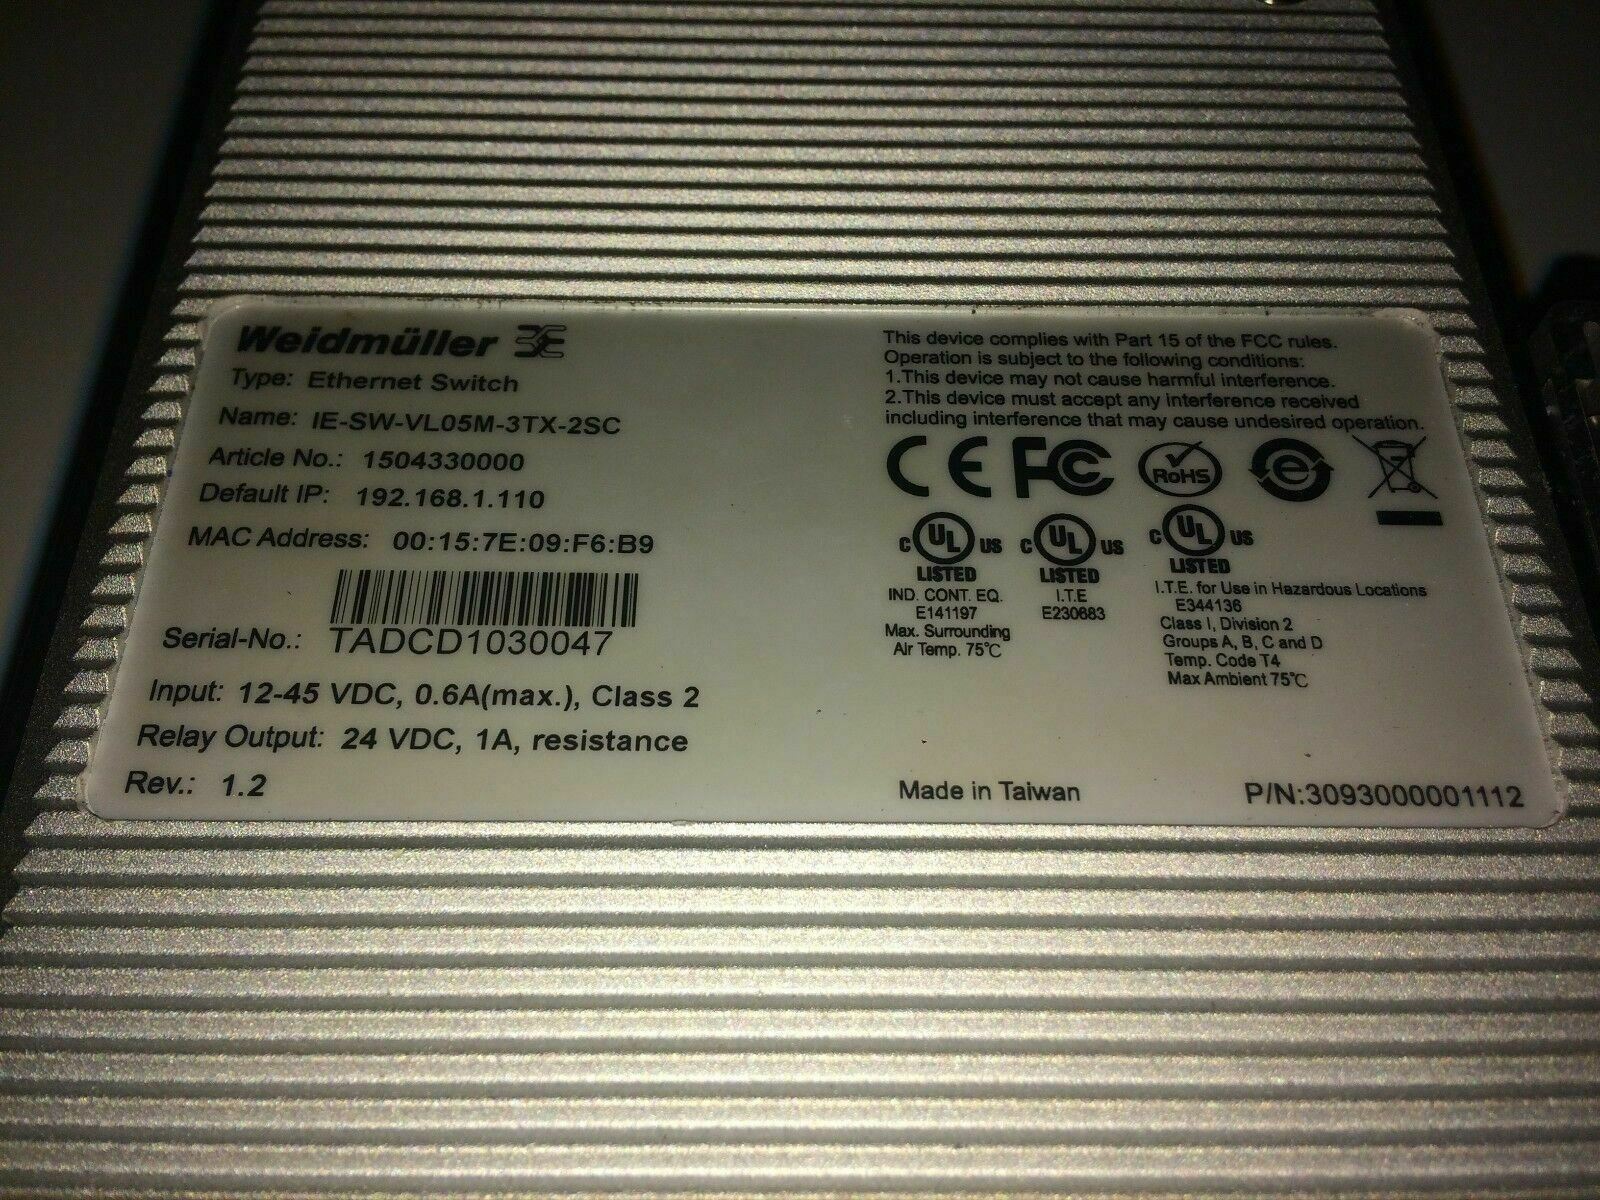 Weidmüller
Type: Ethernet Switch
Name: IE-SW-VL05M-3TX-2SC
Article No.: 1504330000
Default IP: 192.168.1.110
MAC Address: 00:15:7E:09:F6:B9
Serial-No.: TADCD1030047
Input: 12-45 VDC, 0.6A(max.), Class 2
Relay Output: 24 VDC, 1A, resistance
Rev.: 1.2
This device complies with Part 15 of the FCC rules.
Operation is subject to the following conditions:
1.This device may not cause harmful interference.
2.This device must accept any interference received
including interference that may cause undesired operation.
CE FC RoHS e
C UL US LISTED
IND. CONT. EQ.
E141197
Max. Surrounding
Air Temp. 75°C
C UL US LISTED
I.T.E
E230683
C UL US LISTED
I.T.E. for Use in Hazardous Locations
E344136
Class I, Division 2
Groups A, B, C and D
Temp. Code T4
Max Ambient 75°C
Made in Taiwan
P/N:3093000001112